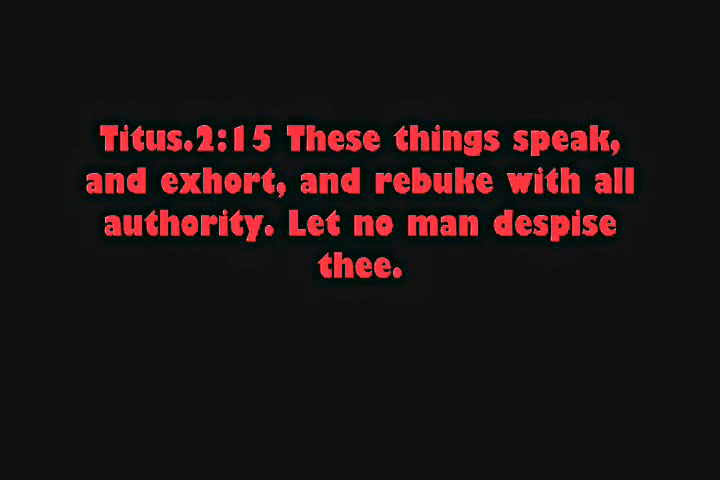 Titus.2:15 These things speak,
and exhort, and rebuke with all
authority. Let no man despise
thee.